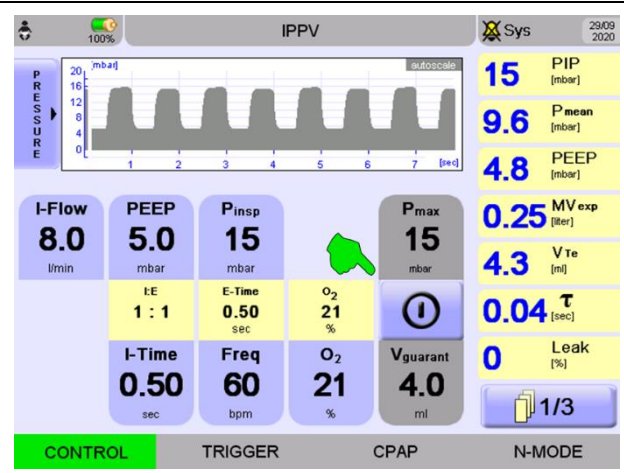 100%
IPPV
Sys
29/09
2020
PRESSURE
[mbar]
autoscale
20
16
12
8
4
0
1 2 3 4 5 6 7 [sec]
15 PIP [mbar]
9.6 Pmean [mbar]
4.8 PEEP [mbar]
0.25 MVexp [liter]
4.3 VTe [ml]
0.04 τ [sec]
0 Leak [%]
1/3
I-Flow
8.0
l/min
PEEP
5.0
mbar
Pinsp
15
mbar
Pmax
15
mbar
I:E
1 : 1
E-Time
0.50
sec
O2
21
%
I-Time
0.50
sec
Freq
60
bpm
O2
21
%
Vguarant
4.0
ml
CONTROL TRIGGER CPAP N-MODE